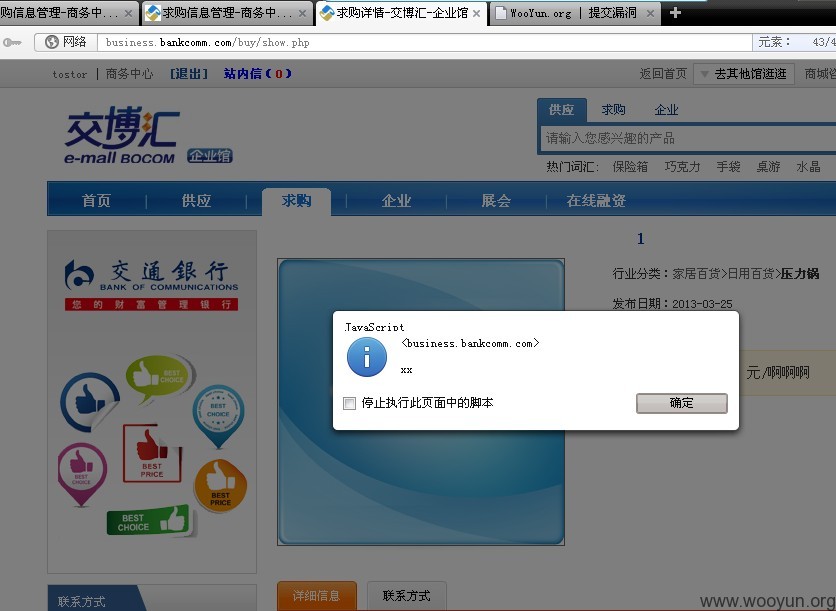 购信息管理-商务中... 求购信息管理-商务中... 求购详情-交博汇-企业馆 WooYun.org | 提交漏洞
网络 business.bankcomm.com/buy/show.php 元素: 43/4
tostor | 商务中心 [退出] 站内信(0) 返回首页 去其他馆逛逛 商城咨
交博汇
e-mall BOCOM 企业馆
供应 求购 企业
请输入您感兴趣的产品
热门词汇: 保险箱 巧克力 手袋 桌游 水晶
首页 供应 求购 企业 展会 在线融资
1
交通银行
BANK OF COMMUNICATIONS
您的财富管理银行
行业分类:家居百货>日用百货>压力锅
发布日期:2013-03-25
JavaScript
<business.bankcomm.com>
xx
停止执行此页面中的脚本 确定
元/啊啊啊
BEST CHOICE
BEST CHOICE
BEST CHOICE
BEST PRICE
BEST PRICE
BEST CHOICE
联系方式 详细信息 联系方式
www.wooyun.org